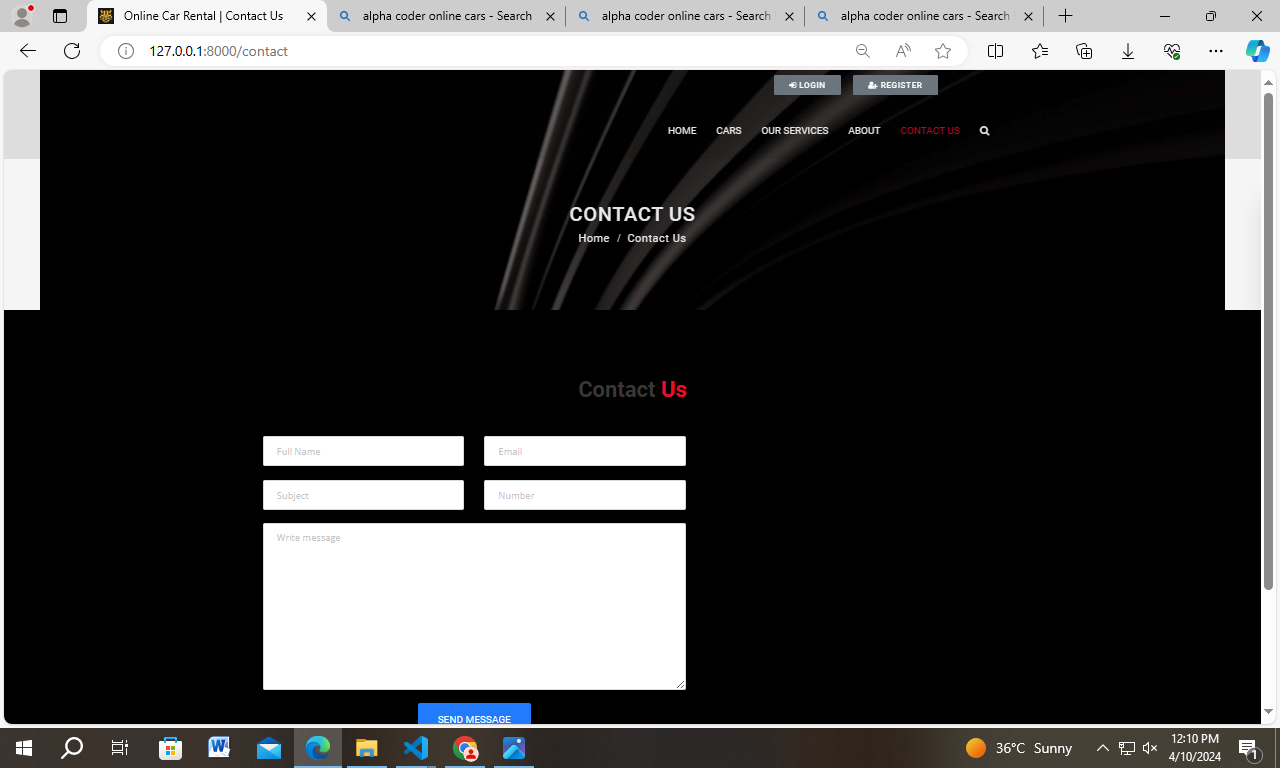 Online Car Rental | Contact Us
alpha coder online cars - Search
alpha coder online cars - Search
alpha coder online cars - Search
127.0.0.1:8000/contact
LOGIN
REGISTER
HOME
CARS
OUR SERVICES
ABOUT
CONTACT US
CONTACT US
Home / Contact Us
Contact Us
Full Name
Email
Subject
Number
Write message
SEND MESSAGE
36°C Sunny
12:10 PM
4/10/2024
1